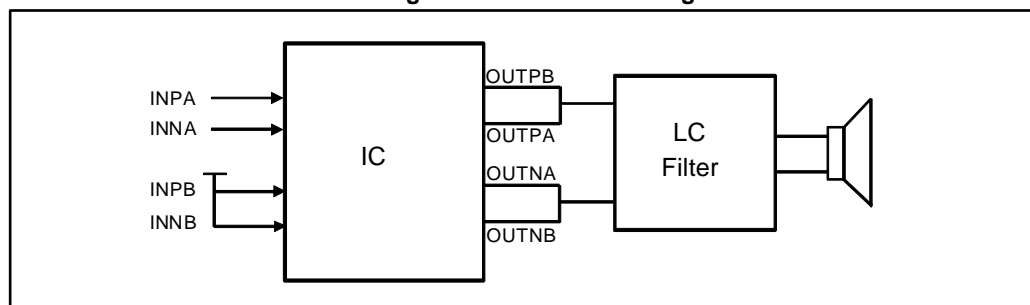 INPA
INNA
INPB
INNB
IC
OUTPB
OUTPA
OUTNA
OUTNB
LC
Filter